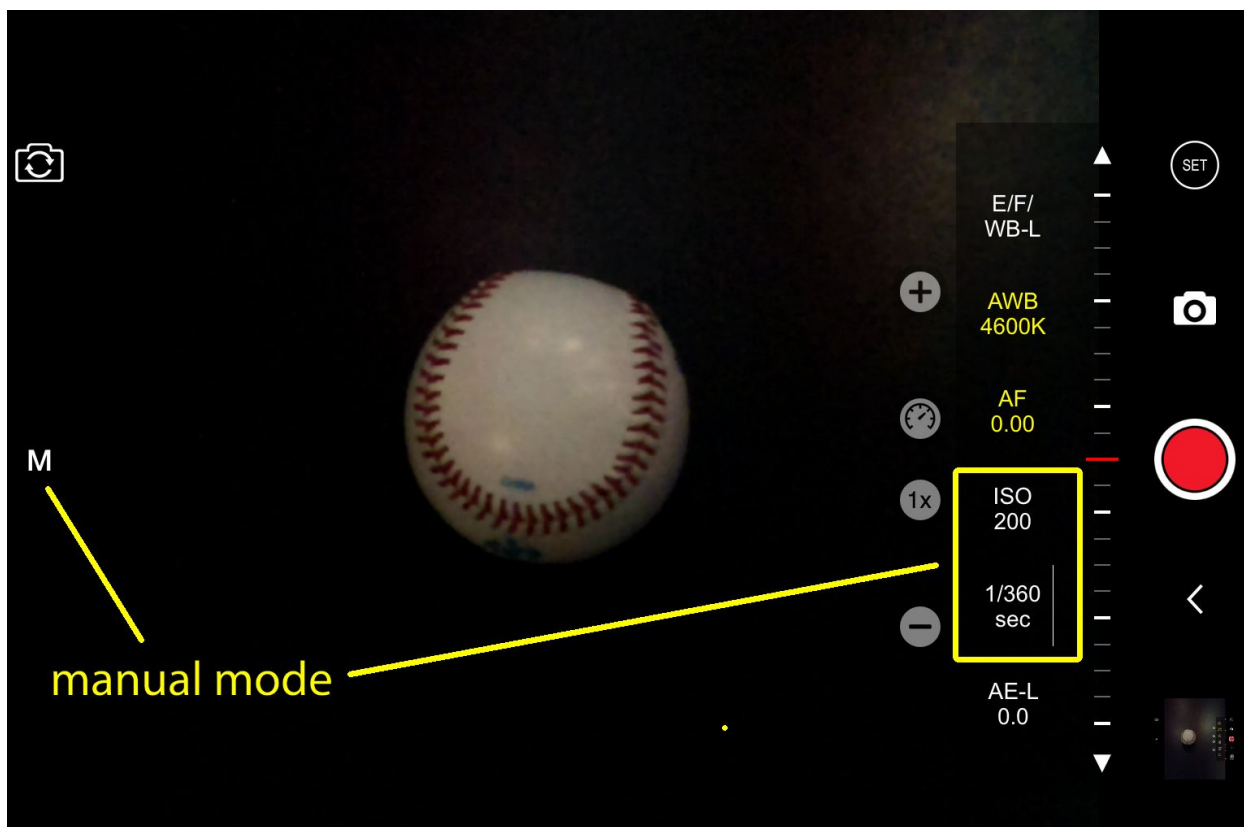 SET
E/F/
WB-L
AWB
4600K
AF
0.00
M
1x
ISO
200
1/360
sec
manual mode
AE-L
0.0